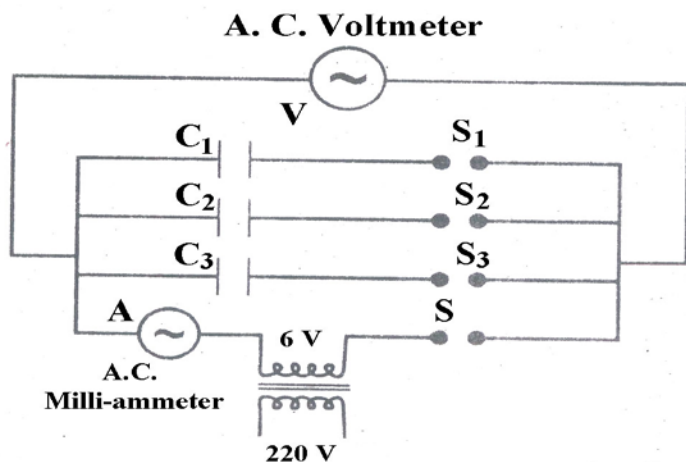 A. C. Voltmeter
V
C1
S1
C2
S2
C3
S3
A
6 V
S
A.C.
Milli-ammeter
220 V